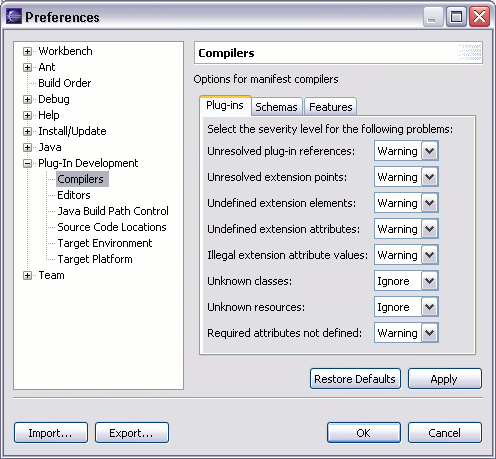 Preferences
Workbench
Ant
Build Order
Debug
Help
Install/Update
Java
Plug-In Development
Compilers
Editors
Java Build Path Control
Source Code Locations
Target Environment
Target Platform
Team
Compilers
Options for manifest compilers
Plug-ins Schemas Features
Select the severity level for the following problems:
Unresolved plug-in references: Warning
Unresolved extension points: Warning
Undefined extension elements: Warning
Undefined extension attributes: Warning
Illegal extension attribute values: Warning
Unknown classes: Ignore
Unknown resources: Ignore
Required attributes not defined: Warning
Restore Defaults Apply
Import... Export... OK Cancel